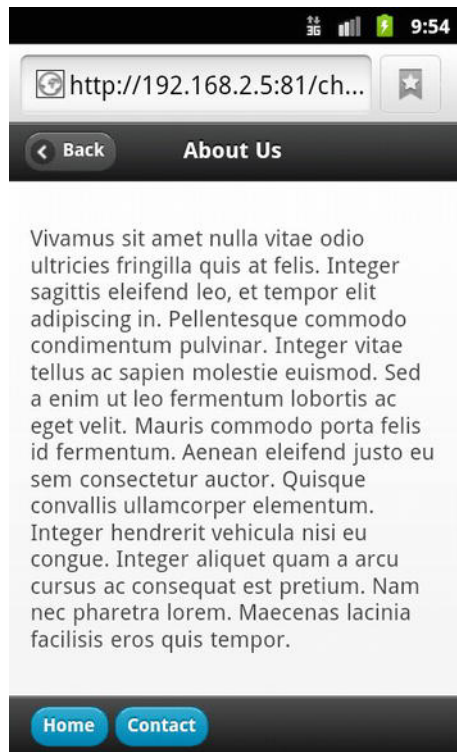 3G 9:54
http://192.168.2.5:81/ch...
Back About Us
Vivamus sit amet nulla vitae odio
ultricies fringilla quis at felis. Integer
sagittis eleifend leo, et tempor elit
adipiscing in. Pellentesque commodo
condimentum pulvinar. Integer vitae
tellus ac sapien molestie euismod. Sed
a enim ut leo fermentum lobortis ac
eget velit. Mauris commodo porta felis
id fermentum. Aenean eleifend justo eu
sem consectetur auctor. Quisque
convallis ullamcorper elementum.
Integer hendrerit vehicula nisi eu
congue. Integer aliquet quam a arcu
cursus ac consequat est pretium. Nam
nec pharetra lorem. Maecenas lacinia
facilisis eros quis tempor.
Home Contact